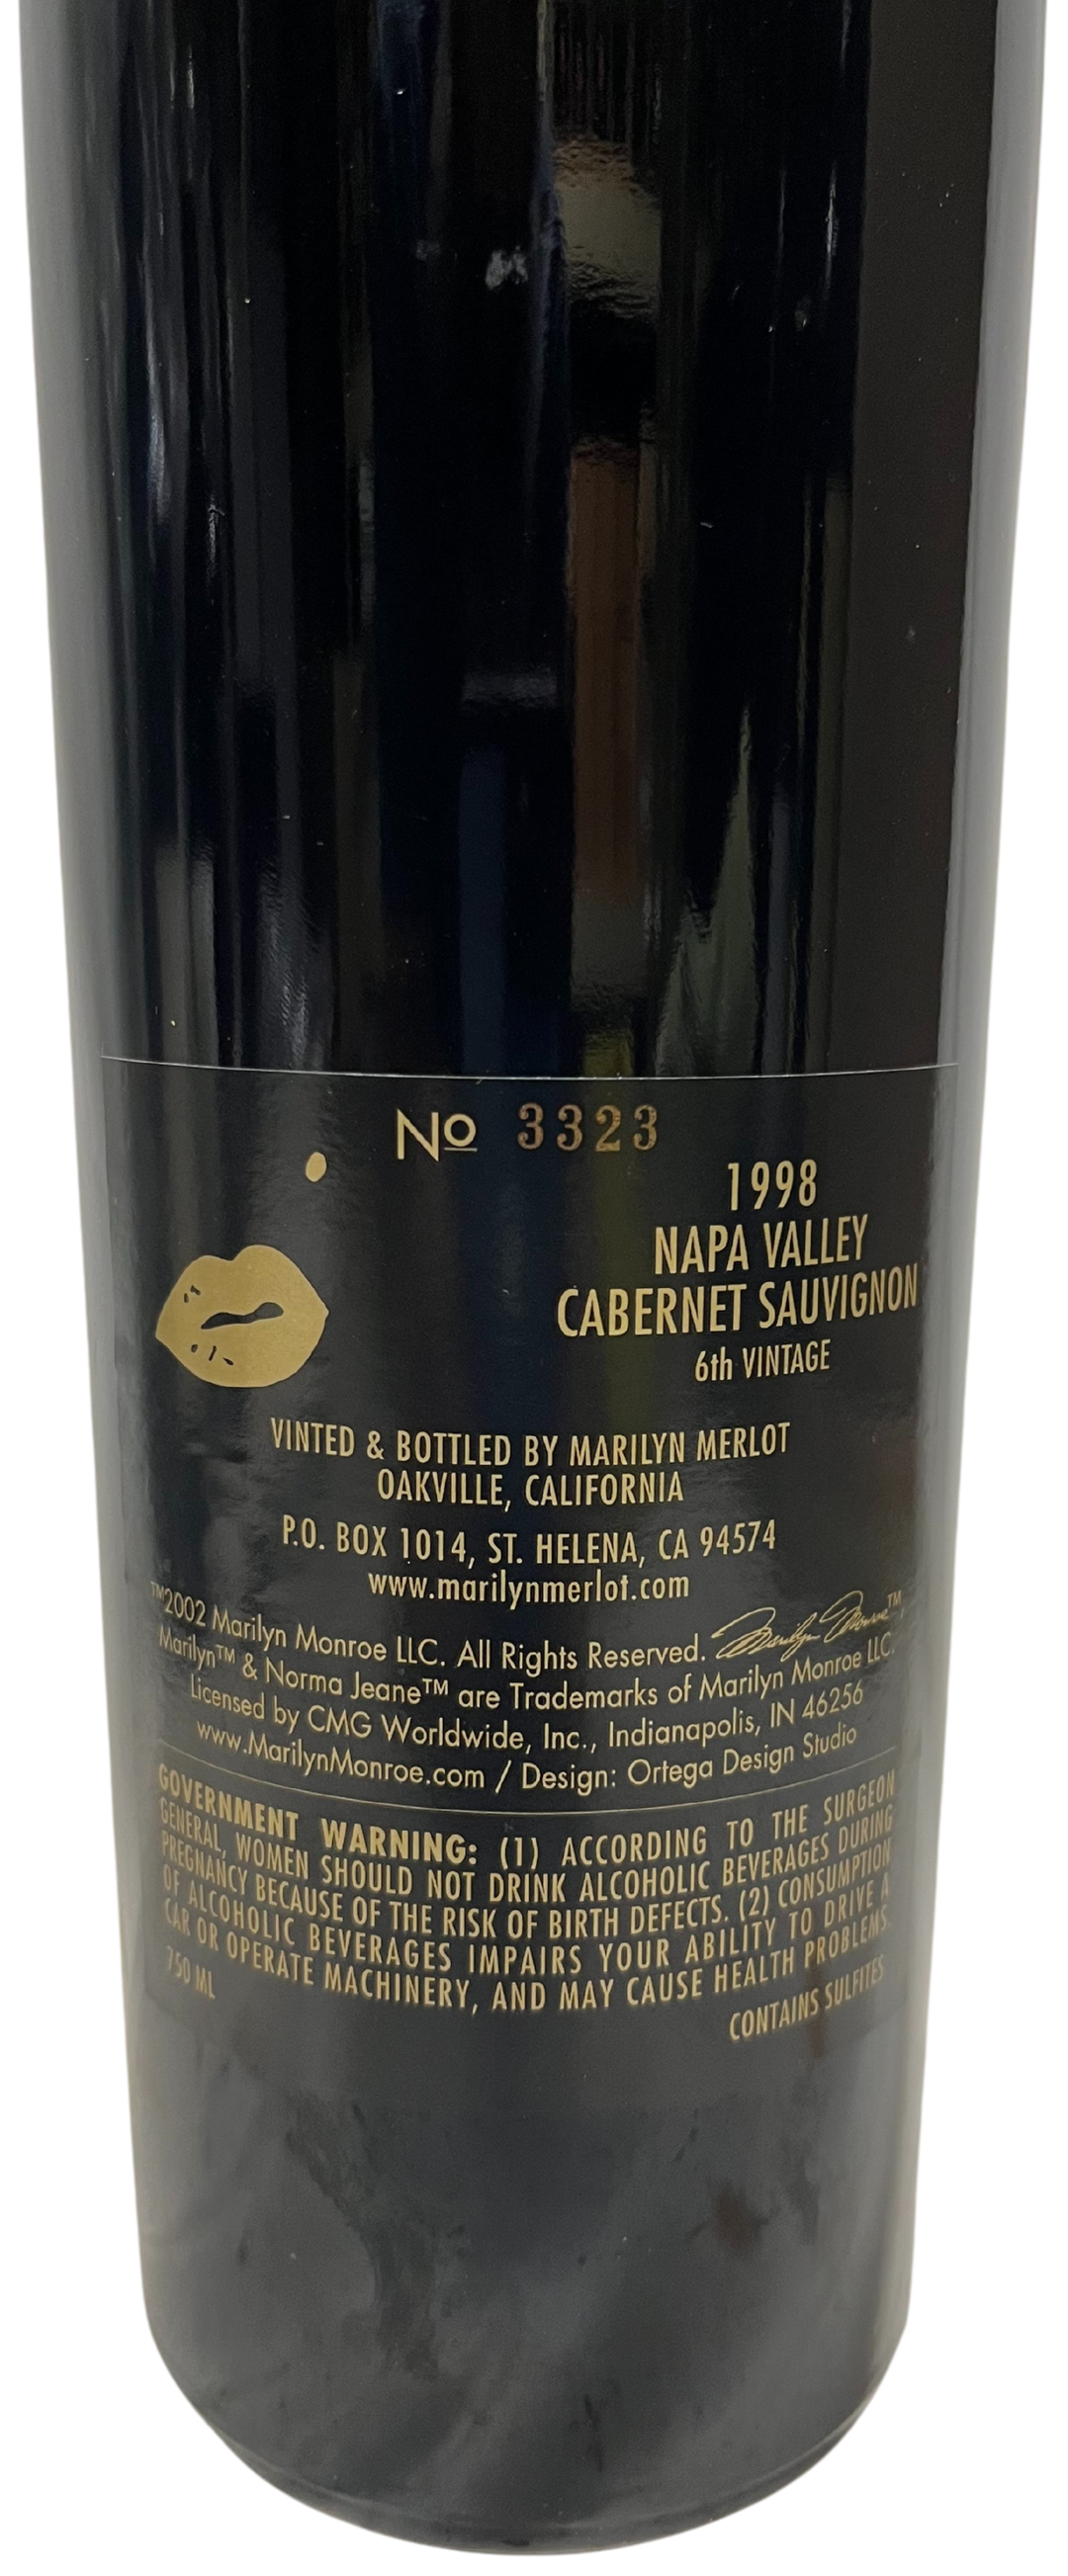 No 3323
1998
NAPA VALLEY
CABERNET SAUVIGNON
6th VINTAGE
VINTED & BOTTLED BY MARILYN MERLOT
OAKVILLE, CALIFORNIA
P.O. BOX 1014, ST. HELENA, CA 94574
www.marilynmerlot.com
™2002 Marilyn Monroe LLC. All Rights Reserved. Marilyn Monroe™
Marilyn™ & Norma Jeane™ are Trademarks of Marilyn Monroe LLC.
Licensed by CMG Worldwide, Inc., Indianapolis, IN 46256
www.MarilynMonroe.com / Design: Ortega Design Studio
GOVERNMENT WARNING: (1) ACCORDING TO THE SURGEON
GENERAL, WOMEN SHOULD NOT DRINK ALCOHOLIC BEVERAGES DURING
PREGNANCY BECAUSE OF THE RISK OF BIRTH DEFECTS. (2) CONSUMPTION
OF ALCOHOLIC BEVERAGES IMPAIRS YOUR ABILITY TO DRIVE A
CAR OR OPERATE MACHINERY, AND MAY CAUSE HEALTH PROBLEMS.
750 ML
CONTAINS SULFITES